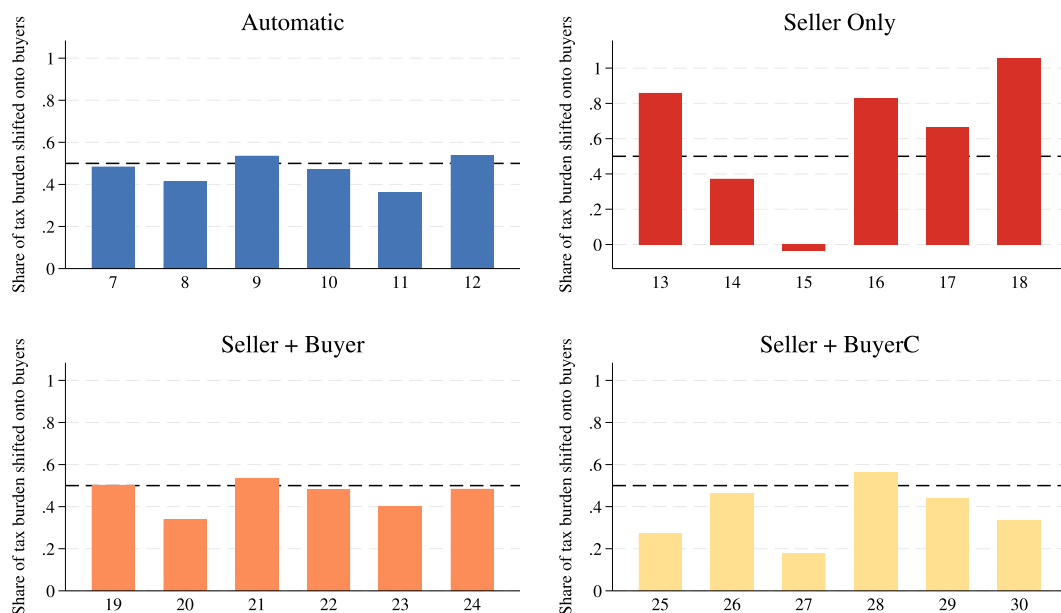 Automatic
Share of tax burden shifted onto buyers
1
.8
.6
.4
.2
0
7 8 9 10 11 12
Seller Only
Share of tax burden shifted onto buyers
1
.8
.6
.4
.2
0
13 14 15 16 17 18
Seller + Buyer
Share of tax burden shifted onto buyers
1
.8
.6
.4
.2
0
19 20 21 22 23 24
Seller + BuyerC
Share of tax burden shifted onto buyers
1
.8
.6
.4
.2
0
25 26 27 28 29 30